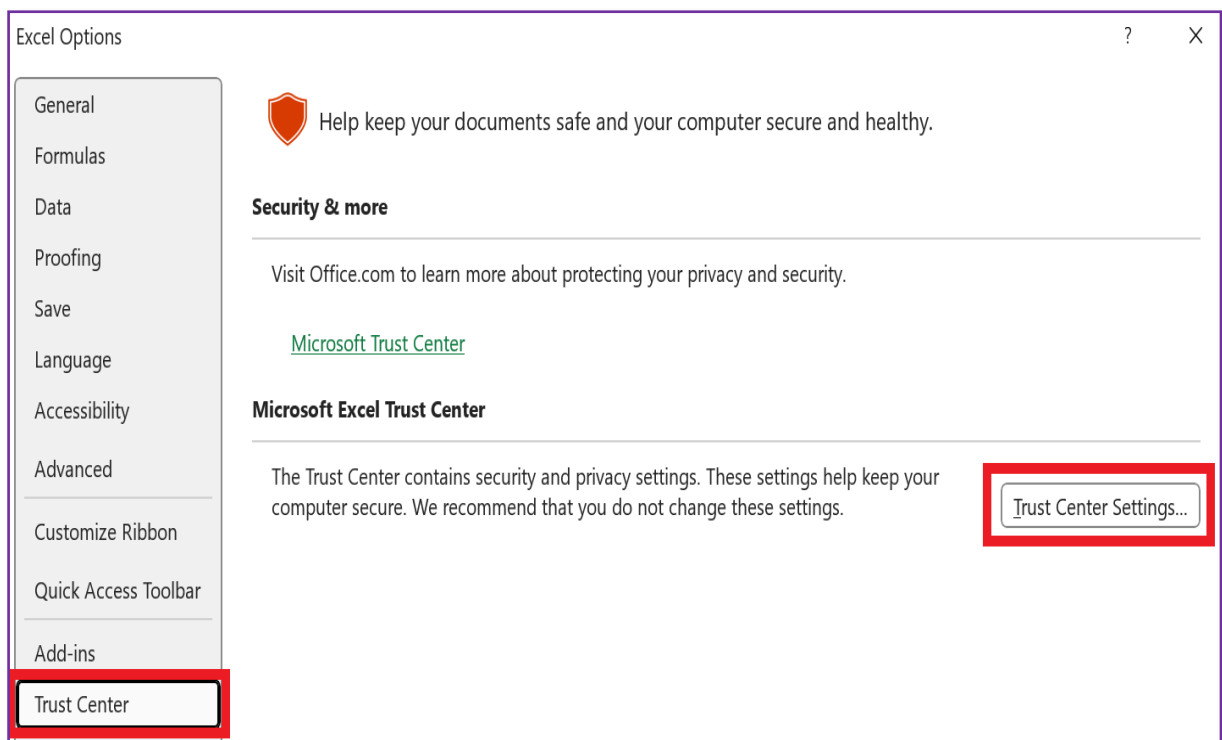 Excel Options
?
X
General
Formulas
Data
Proofing
Save
Language
Accessibility
Advanced
Customize Ribbon
Quick Access Toolbar
Add-ins
Trust Center
Help keep your documents safe and your computer secure and healthy.
Security & more
Visit Office.com to learn more about protecting your privacy and security.
Microsoft Trust Center
Microsoft Excel Trust Center
The Trust Center contains security and privacy settings. These settings help keep your
computer secure. We recommend that you do not change these settings.
Trust Center Settings...